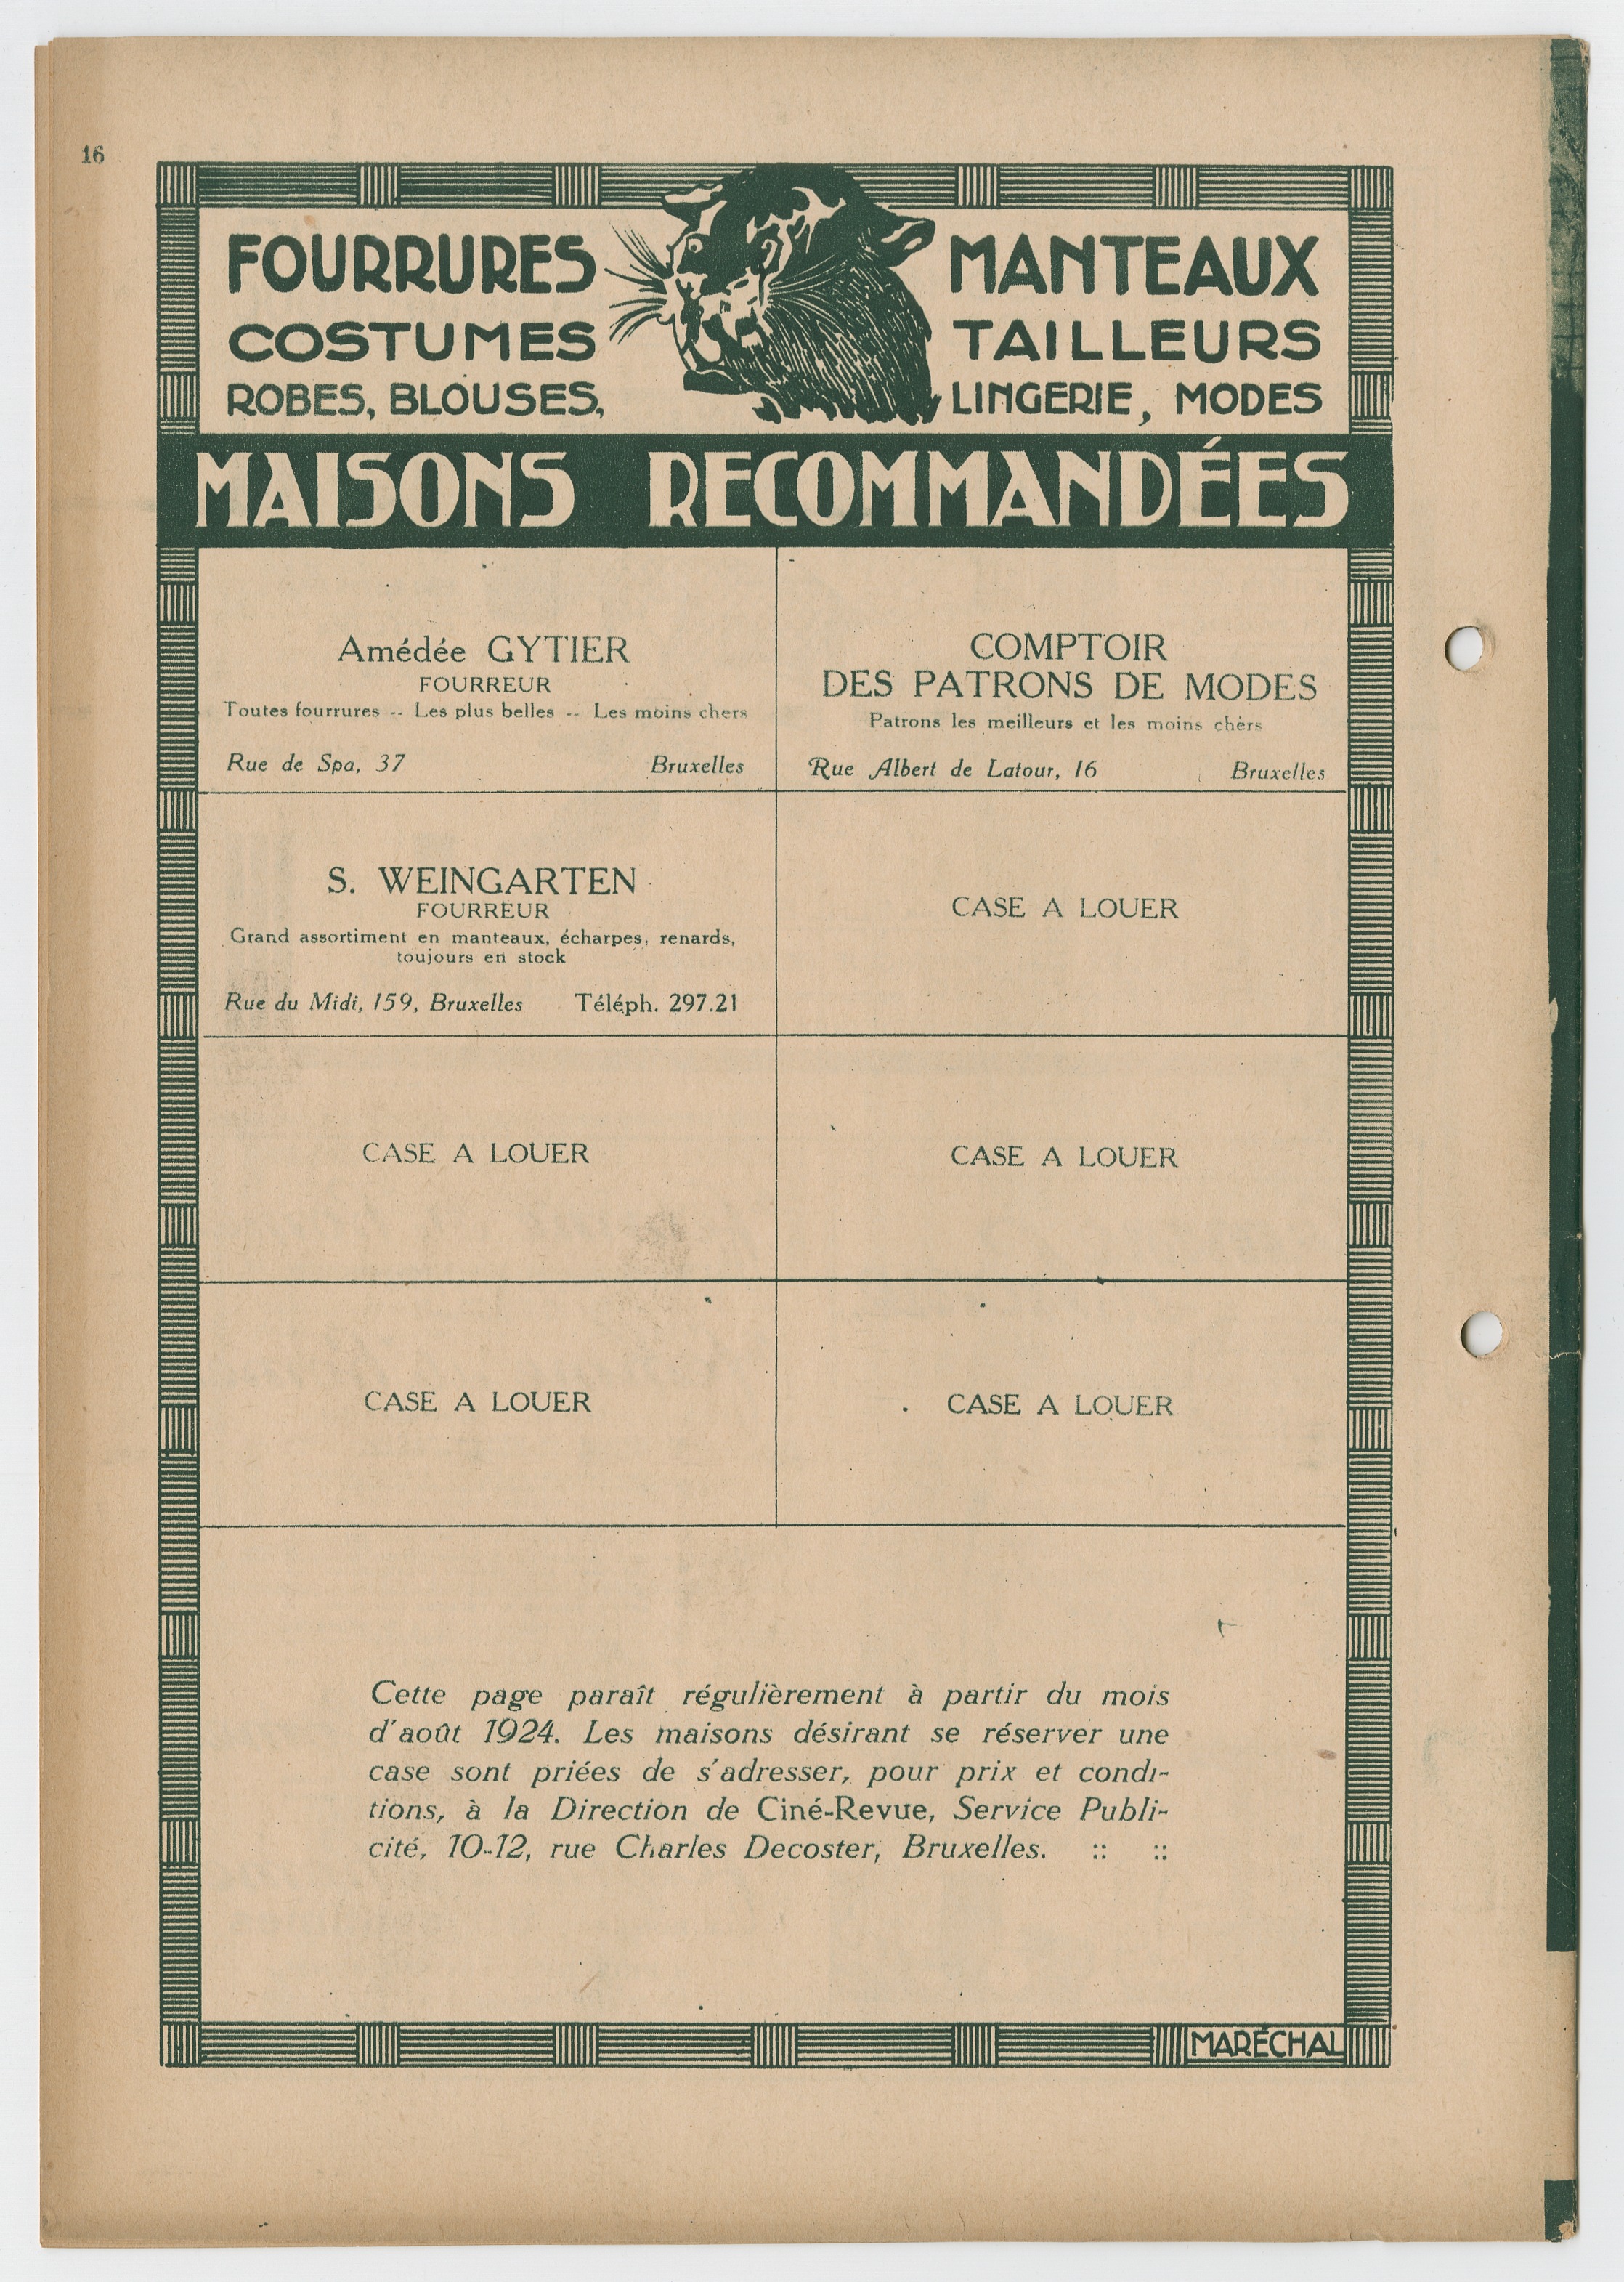 16
FOURRURES
COSTUMES
ROBES, BLOUSES,
MANTEAUX
TAILLEURS
LINGERIE, MODES
MAISONS RECOMMANDÉES
Amédée GYTIER
FOURREUR
Toutes fourrures -- Les plus belles -- Les moins chers
Rue de Spa, 37 Bruxelles
COMPTOIR
DES PATRONS DE MODES
Patrons les meilleurs et les moins chèrs
Rue Albert de Latour, 16 Bruxelles
S. WEINGARTEN
FOURREUR
Grand assortiment en manteaux, écharpes, renards,
toujours en stock
Rue du Midi, 159, Bruxelles Téléph. 297.21
CASE A LOUER
CASE A LOUER
CASE A LOUER
CASE A LOUER
CASE A LOUER
Cette page paraît régulièrement à partir du mois
d'août 1924. Les maisons désirant se réserver une
case sont priées de s'adresser, pour prix et condi-
tions, à la Direction de Ciné-Revue, Service Publi-
cité, 10-12, rue Charles Decoster, Bruxelles. :: ::
MARÉCHAL